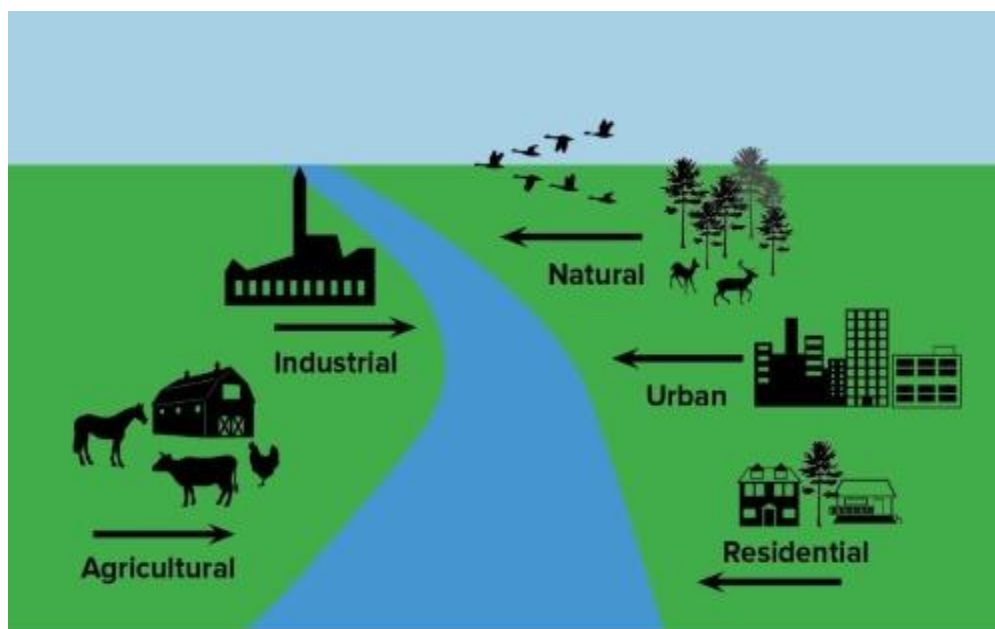 Natural
Industrial
Urban
Residential
Agricultural